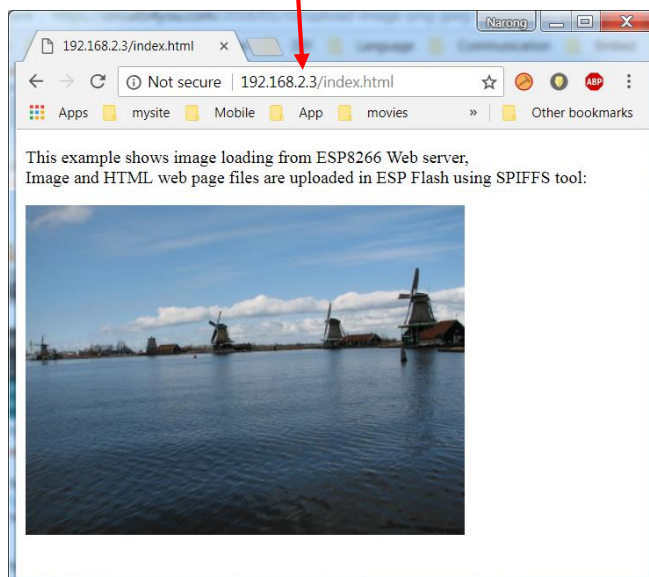 Narong
192.168.2.3/index.html
Not secure | 192.168.2.3/index.html ABP
Apps mysite Mobile App movies » Other bookmarks
This example shows image loading from ESP8266 Web server,
Image and HTML web page files are uploaded in ESP Flash using SPIFFS tool: